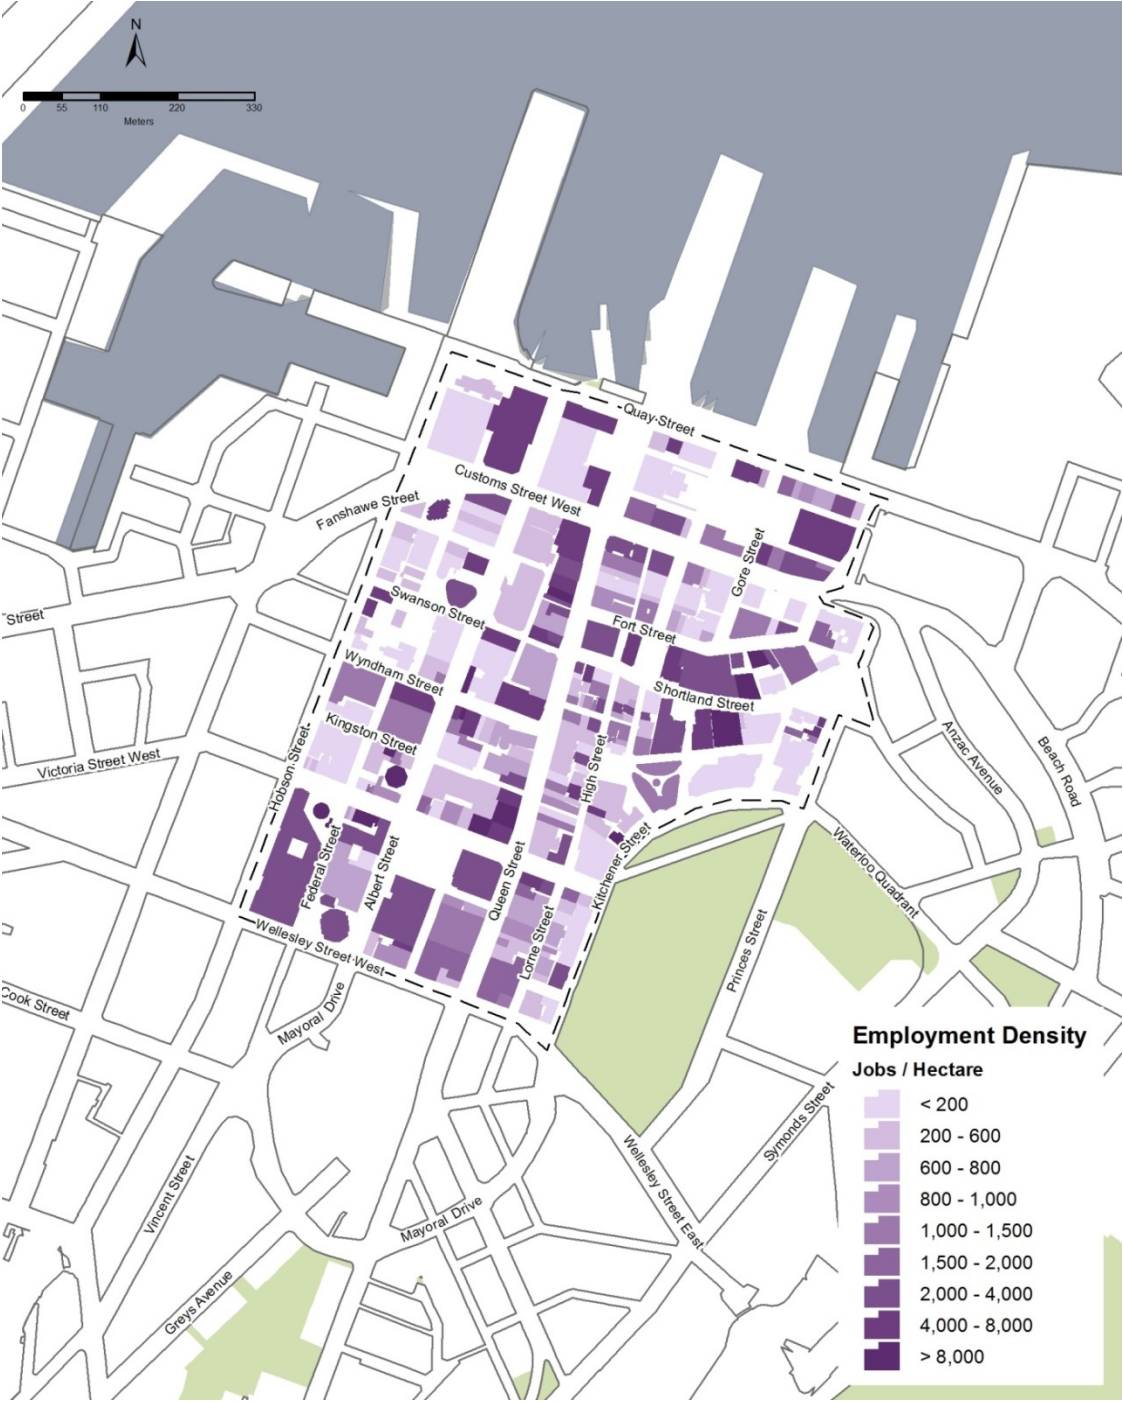 N
0 55 110 220 330
Meters
Quay Street
Customs Street West
Fanshawe Street
Gore Street
Swanson Street
Street
Fort Street
Wyndham Street
Shortland Street
Kingston Street
Hobson Street
Victoria Street West
High Street
Anzac Avenue
Beach Road
Federal Street
Albert Street
Queen Street
Kitchener Street
Waterloo Quadrant
Lorne Street
Wellesley Street West
Princes Street
Cook Street
Mayoral Drive
Employment Density
Jobs / Hectare
< 200
200 - 600
600 - 800
800 - 1,000
1,000 - 1,500
1,500 - 2,000
2,000 - 4,000
4,000 - 8,000
> 8,000
Symonds Street
Wellesley Street East
Vincent Street
Mayoral Drive
Greys Avenue